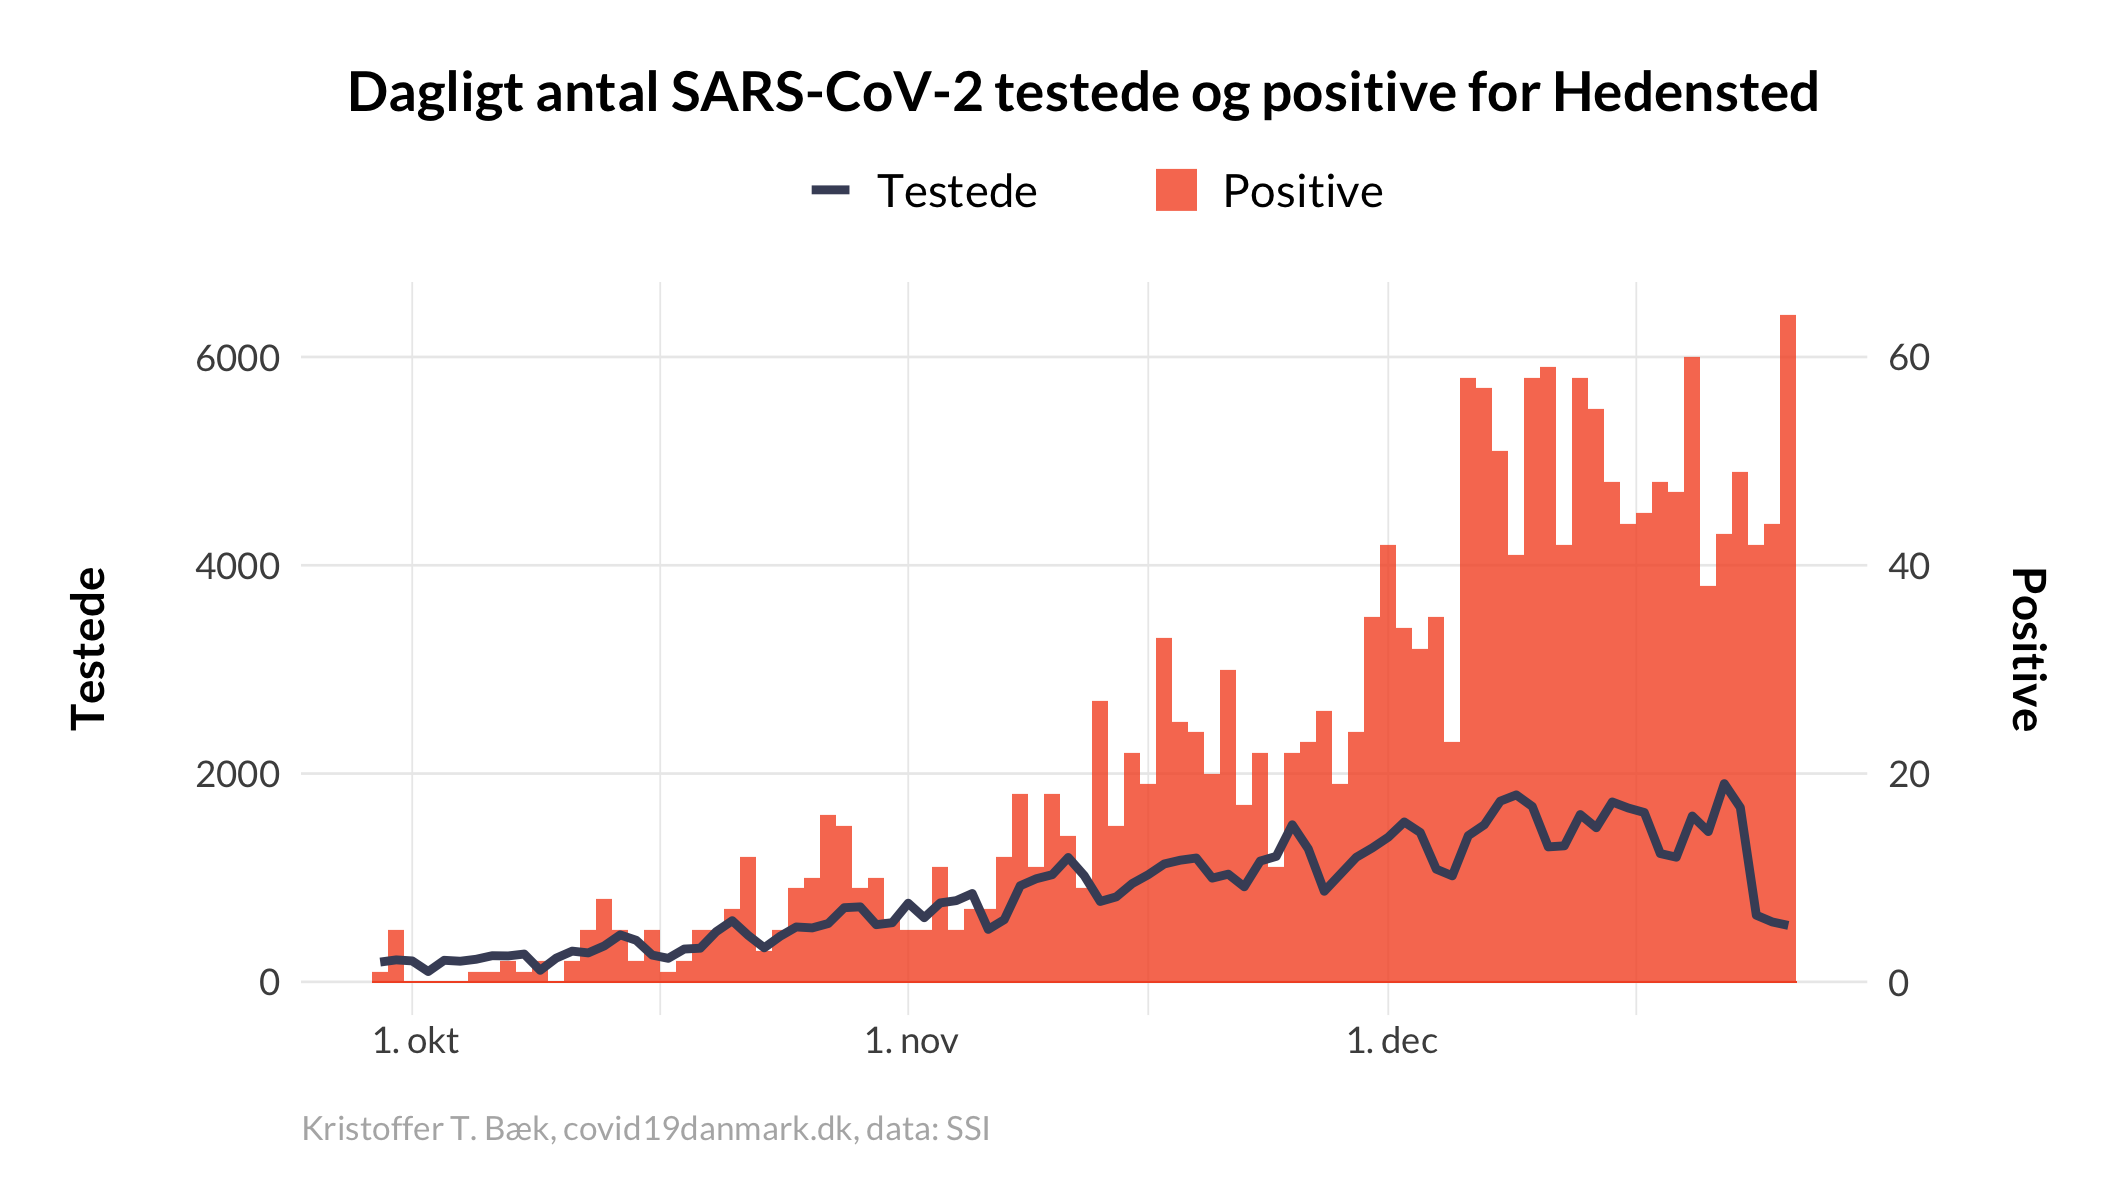 Dagligt antal SARS-CoV-2 testede og positive for Hedensted
Testede
Positive
6000
4000
2000
0
60
40
20
0
Testede
Positive
1. okt
1. nov
1. dec
Kristoffer T. Bæk, covid19danmark.dk, data: SSI